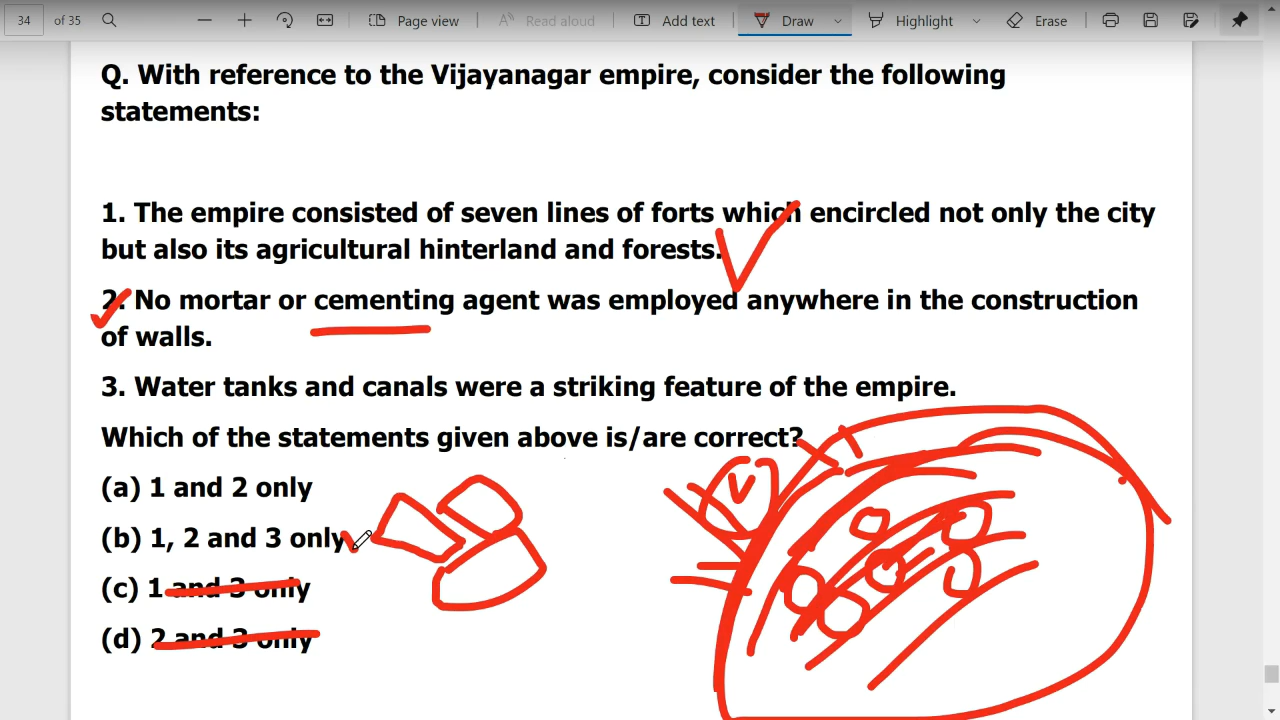 34 of 35 Page view Read aloud Add text Draw Highlight Erase
Q. With reference to the Vijayanagar empire, consider the following
statements:
1. The empire consisted of seven lines of forts which encircled not only the city
but also its agricultural hinterland and forests.
2. No mortar or cementing agent was employed anywhere in the construction
of walls.
3. Water tanks and canals were a striking feature of the empire.
Which of the statements given above is/are correct?
(a) 1 and 2 only
(b) 1, 2 and 3 only
(c) 1 and 3 only
(d) 2 and 3 only